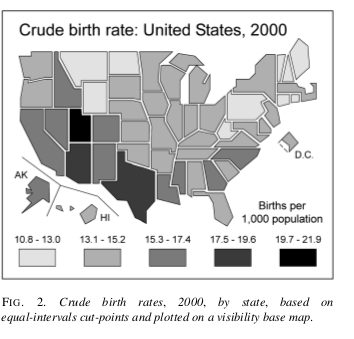 Crude birth rate: United States, 2000
D.C.
AK
HI
Births per
1,000 population
10.8 - 13.0 13.1 - 15.2 15.3 - 17.4 17.5 - 19.6 19.7 - 21.9
FIG. 2. Crude birth rates, 2000, by state, based on
equal-intervals cut-points and plotted on a visibility base map.